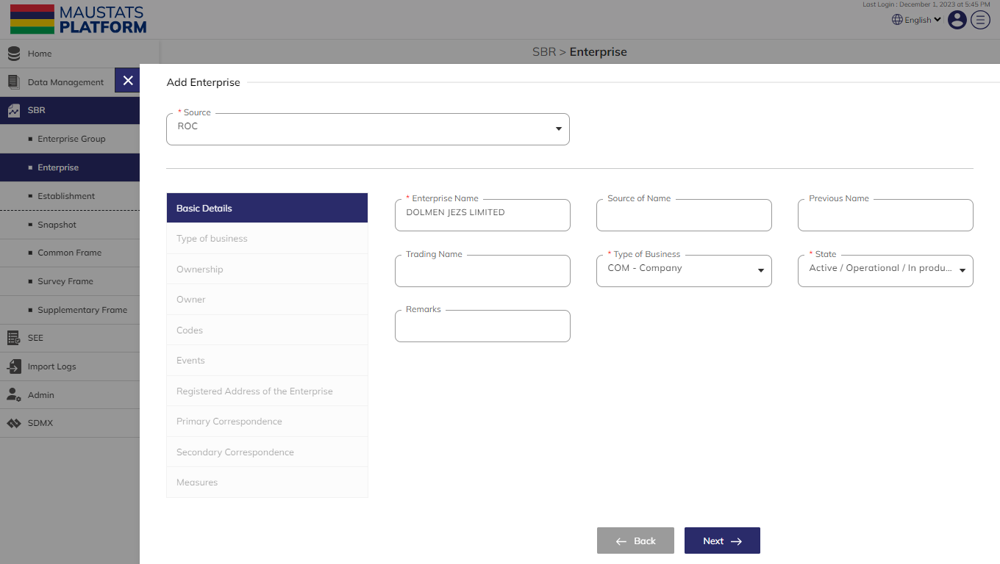 MAUSTATS
PLATFORM
Last Login : December 1, 2023 at 5:45 PM
English
Home
Data Management
SBR
Enterprise Group
Enterprise
Establishment
Snapshot
Common Frame
Survey Frame
Supplementary Frame
SEE
Import Logs
Admin
SDMX
SBR > Enterprise
Add Enterprise
* Source
ROC
Basic Details
Type of business
Ownership
Owner
Codes
Events
Registered Address of the Enterprise
Primary Correspondence
Secondary Correspondence
Measures
* Enterprise Name
DOLMEN JEZS LIMITED
Source of Name
Previous Name
Trading Name
* Type of Business
COM - Company
* State
Active / Operational / In produ...
Remarks
Back
Next